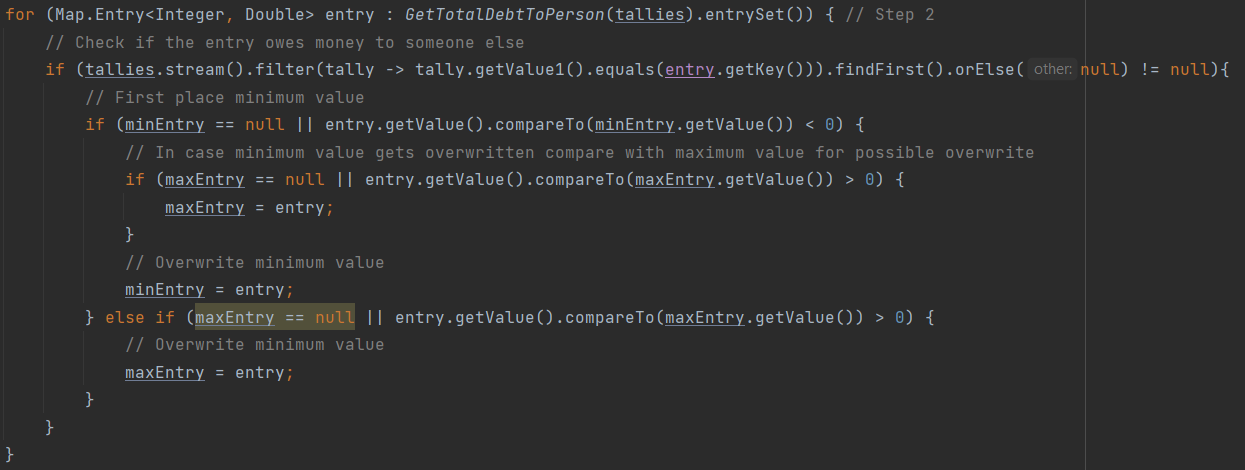 for (Map.Entry<Integer, Double> entry : GetTotalDebtToPerson(tallies).entrySet()) { // Step 2
    // Check if the entry owes money to someone else
    if (tallies.stream().filter(tally -> tally.getValue1().equals(entry.getKey())).findFirst().orElse( other: null) != null){
        // First place minimum value
        if (minEntry == null || entry.getValue().compareTo(minEntry.getValue()) < 0) {
            // In case minimum value gets overwritten compare with maximum value for possible overwrite
            if (maxEntry == null || entry.getValue().compareTo(maxEntry.getValue()) > 0) {
                maxEntry = entry;
            }
            // Overwrite minimum value
            minEntry = entry;
        } else if (maxEntry == null || entry.getValue().compareTo(maxEntry.getValue()) > 0) {
            // Overwrite minimum value
            maxEntry = entry;
        }
    }
}